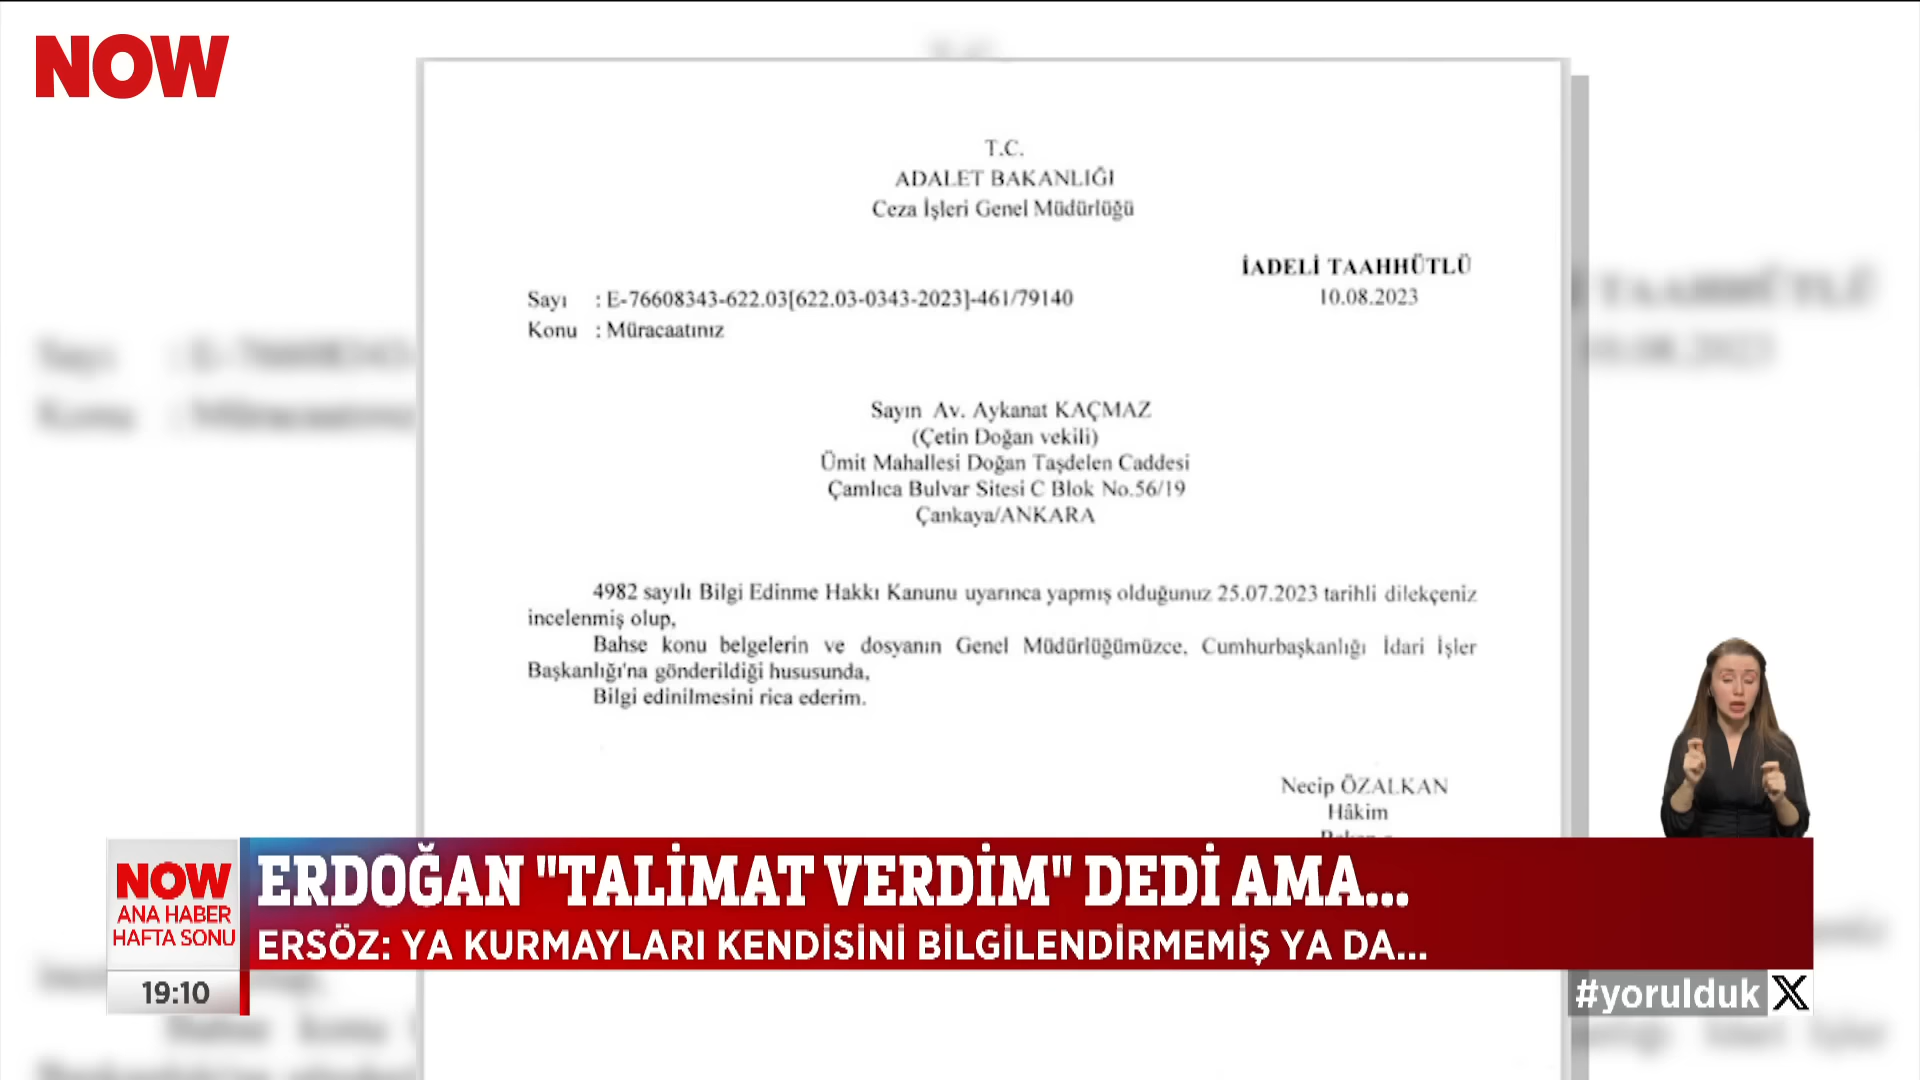 NOW
T.C.
ADALET BAKANLIĞI
Ceza İşleri Genel Müdürlüğü
İADELİ TAAHHÜTLÜ
10.08.2023
Sayı : E-76608343-622.03[622.03-0343-2023]-461/79140
Konu : Müracaatınız
Sayın Av. Aykanat KAÇMAZ
(Çetin Doğan vekili)
Ümit Mahallesi Doğan Taşdelen Caddesi
Çamlıca Bulvar Sitesi C Blok No.56/19
Çankaya/ANKARA
4982 sayılı Bilgi Edinme Hakkı Kanunu uyarınca yapmış olduğunuz 25.07.2023 tarihli dilekçeniz
incelenmiş olup,
Bahse konu belgelerin ve dosyanın Genel Müdürlüğümüzce, Cumhurbaşkanlığı İdari İşler
Başkanlığı'na gönderildiği hususunda,
Bilgi edinilmesini rica ederim.
Necip ÖZALKAN
Hâkim
NOW
ANA HABER
HAFTA SONU
19:10
ERDOĞAN "TALİMAT VERDİM" DEDİ AMA...
ERSÖZ: YA KURMAYLARI KENDİSİNİ BİLGİLENDİRMEMİŞ YA DA...
#yorulduk X